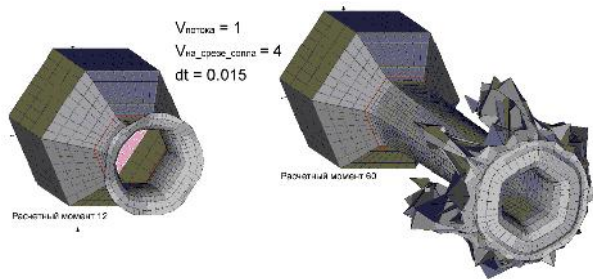 Vпотока = 1
Vна_срезе_сопла = 4
dt = 0.015
Расчетный момент 12
Расчетный момент 60